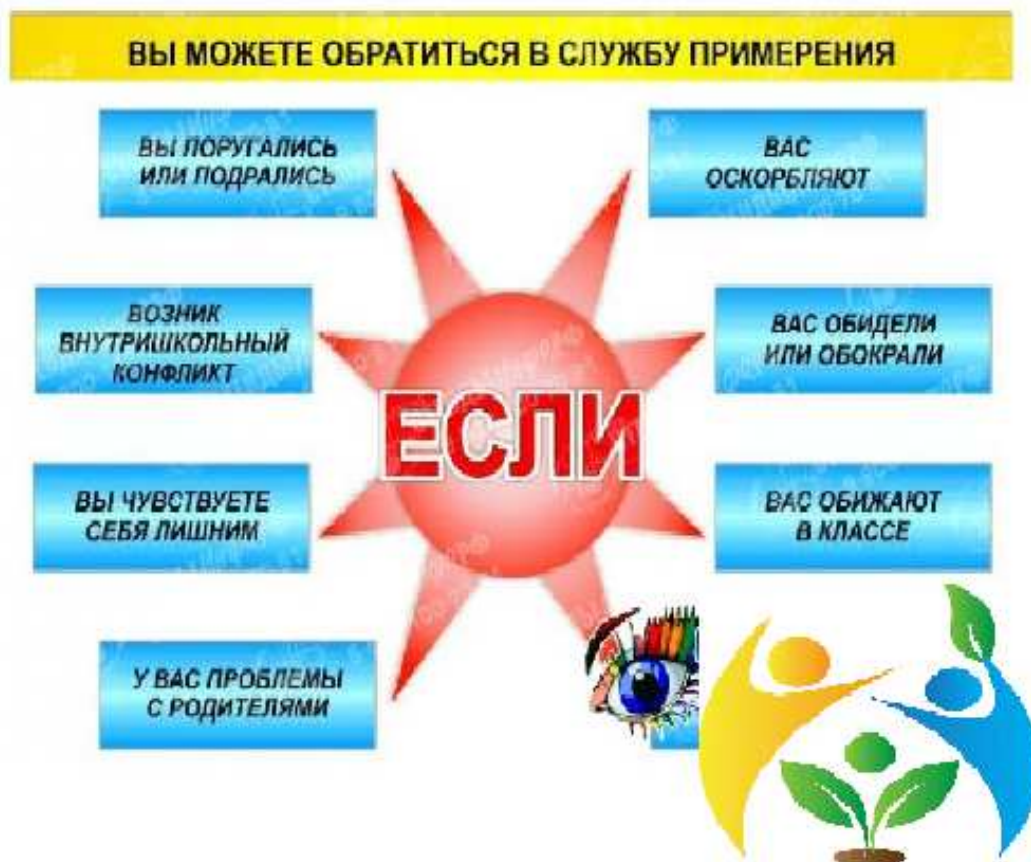 ВЫ МОЖЕТЕ ОБРАТИТЬСЯ В СЛУЖБУ ПРИМЕРЕНИЯ
ВЫ ПОРУГАЛИСЬ
ИЛИ ПОДРАЛИСЬ
ВАС
ОСКОРБЛЯЮТ
ВОЗНИК
ВНУТРИШКОЛЬНЫЙ
КОНФЛИКТ
ВАС ОБИДЕЛИ
ИЛИ ОБОКРАЛИ
ЕСЛИ
ВЫ ЧУВСТВУЕТЕ
СЕБЯ ЛИШНИМ
ВАС ОБИЖАЮТ
В КЛАССЕ
У ВАС ПРОБЛЕМЫ
С РОДИТЕЛЯМИ